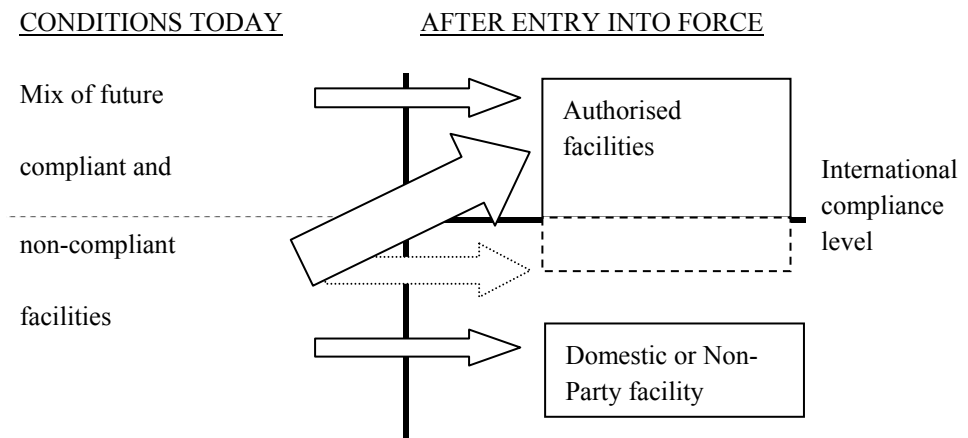 CONDITIONS TODAY
AFTER ENTRY INTO FORCE
Mix of future
compliant and
non-compliant
facilities
Authorised
facilities
International
compliance
level
Domestic or Non-
Party facility